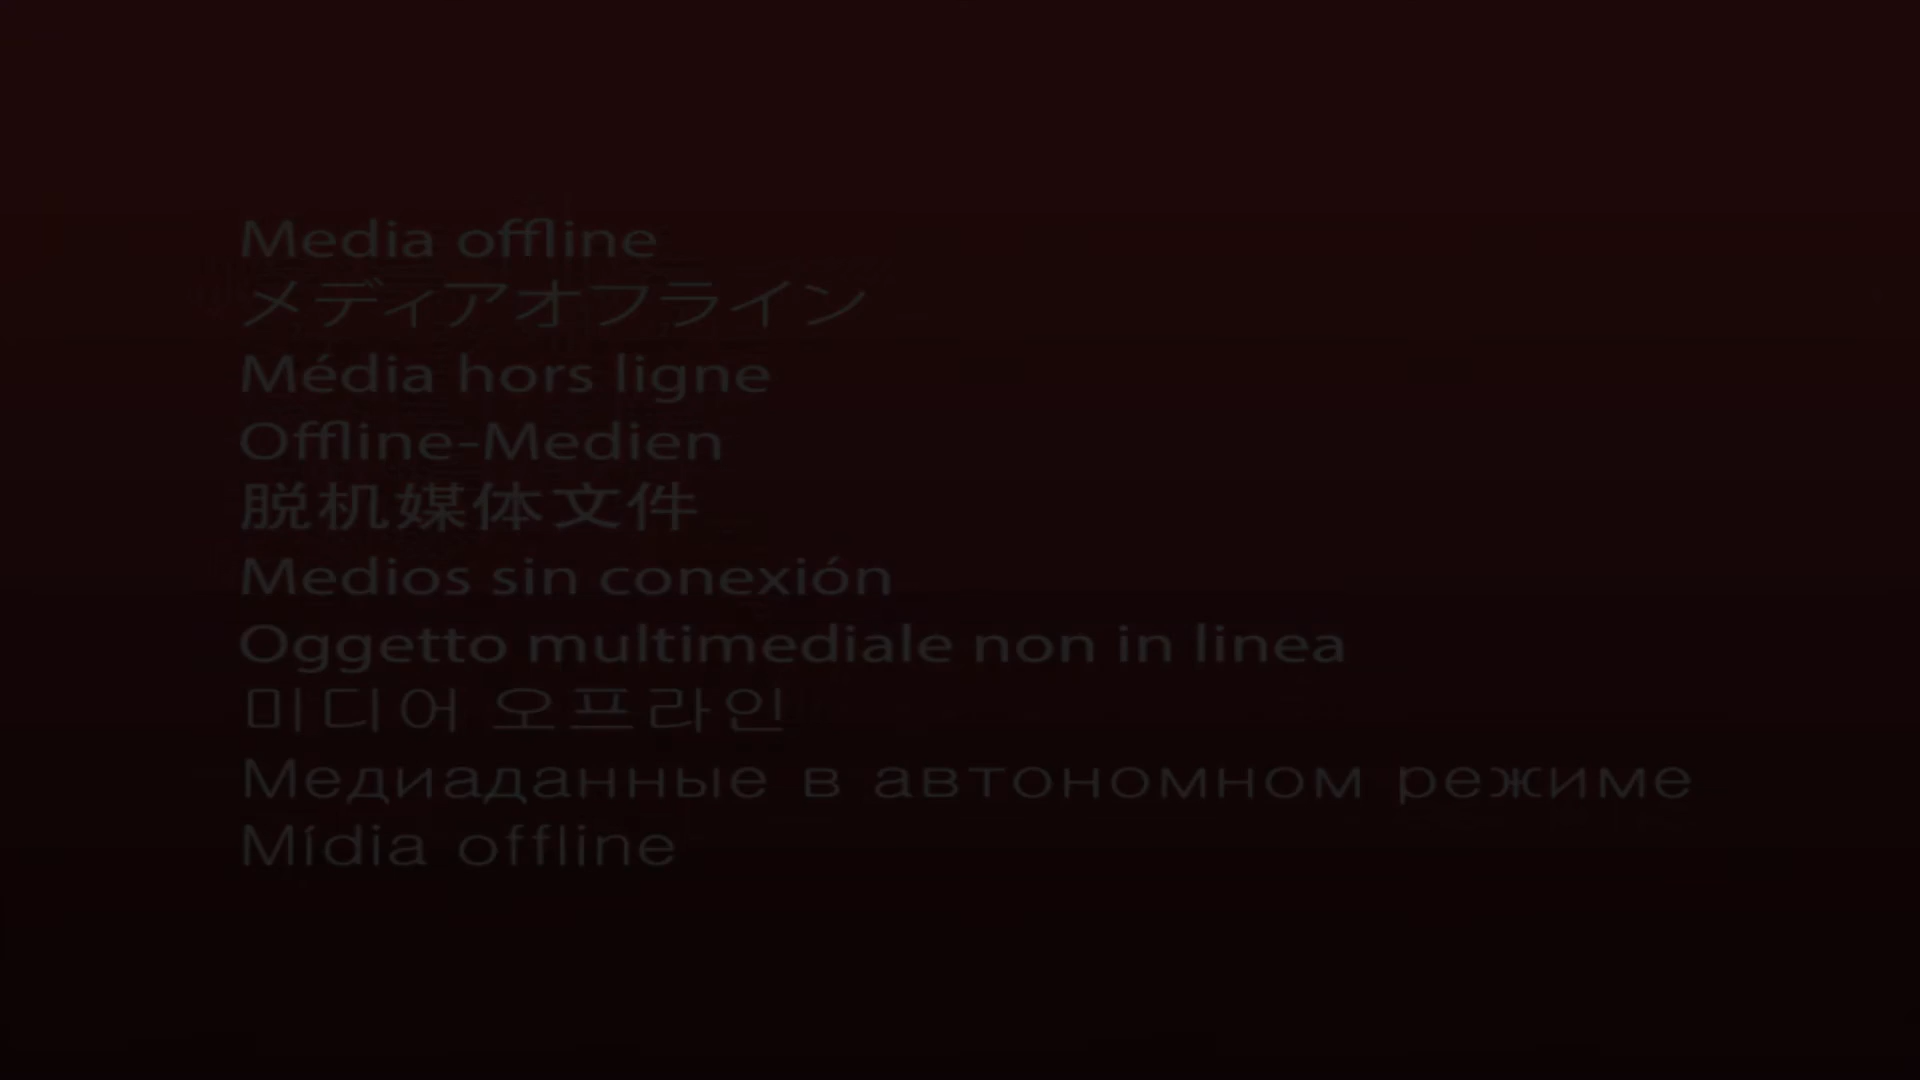 Media offline
メディアオフライン
Média hors ligne
Offline-Medien
脱机媒体文件
Medios sin conexión
Oggetto multimediale non in linea
미디어 오프라인
Медиаданные в автономном режиме
Mídia offline